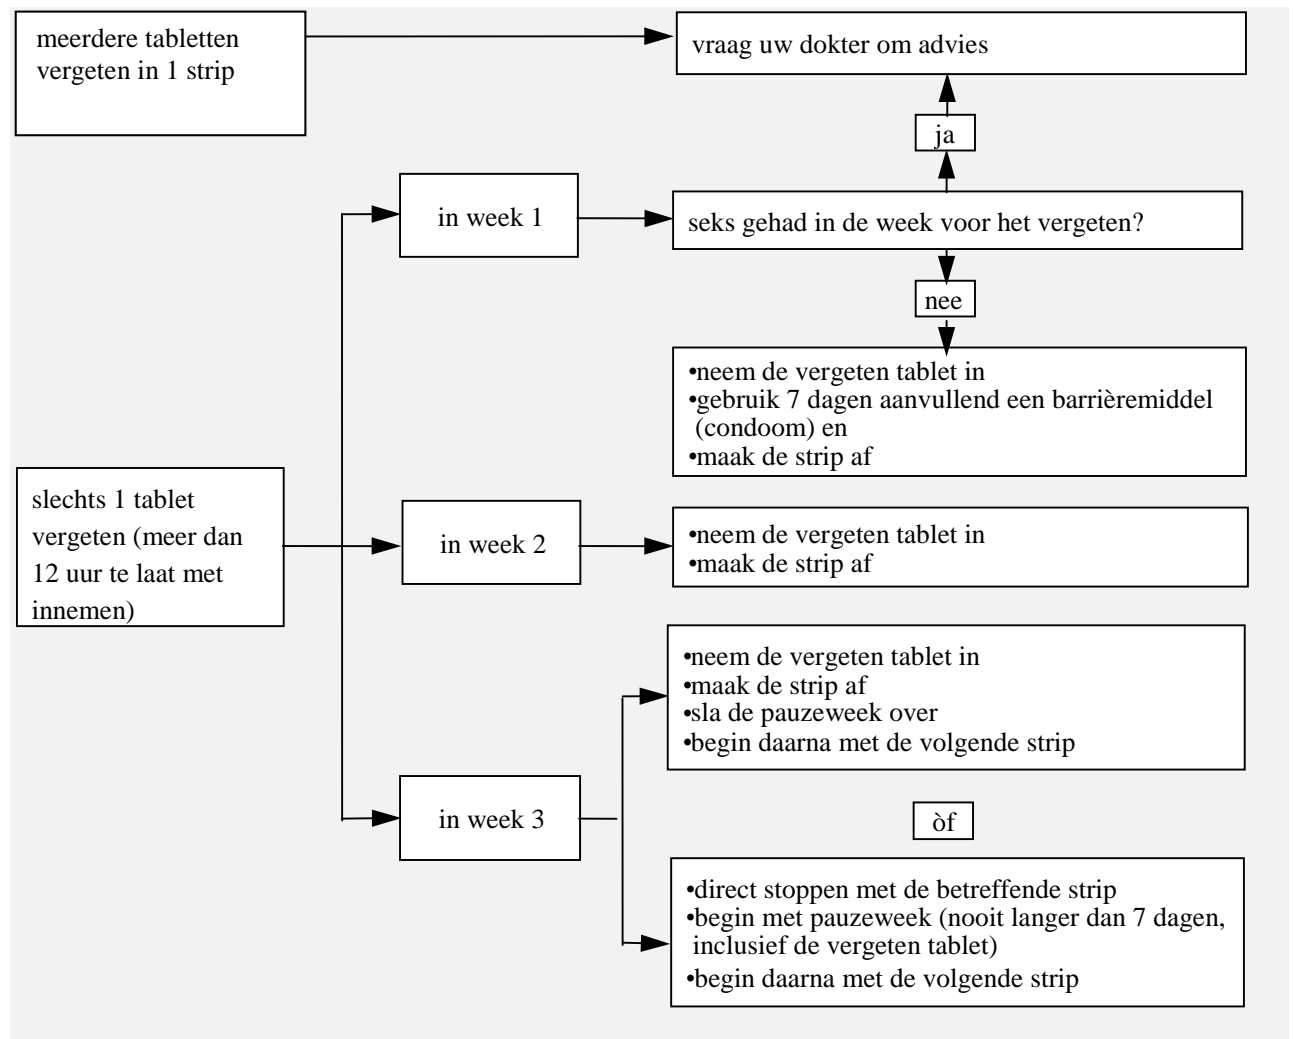 meerdere tabletten
vergeten in 1 strip
vraag uw dokter om advies
ja
in week 1
seks gehad in de week voor het vergeten?
nee
•neem de vergeten tablet in
•gebruik 7 dagen aanvullend een barrièremiddel
(condoom) en
•maak de strip af
slechts 1 tablet
vergeten (meer dan
12 uur te laat met
innemen)
in week 2
•neem de vergeten tablet in
•maak de strip af
•neem de vergeten tablet in
•maak de strip af
•sla de pauzeweek over
•begin daarna met de volgende strip
in week 3
òf
•direct stoppen met de betreffende strip
•begin met pauzeweek (nooit langer dan 7 dagen,
inclusief de vergeten tablet)
•begin daarna met de volgende strip